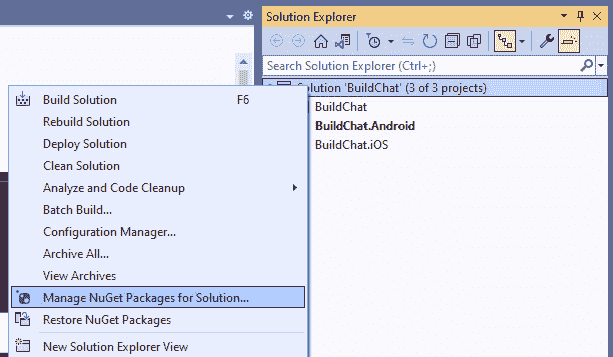 Solution Explorer
Search Solution Explorer (Ctrl+;)
Solution 'BuildChat' (3 of 3 projects)
BuildChat
BuildChat.Android
BuildChat.iOS
Build Solution F6
Rebuild Solution
Deploy Solution
Clean Solution
Analyze and Code Cleanup
Batch Build...
Configuration Manager...
Archive All...
View Archives
Manage NuGet Packages for Solution...
Restore NuGet Packages
New Solution Explorer View